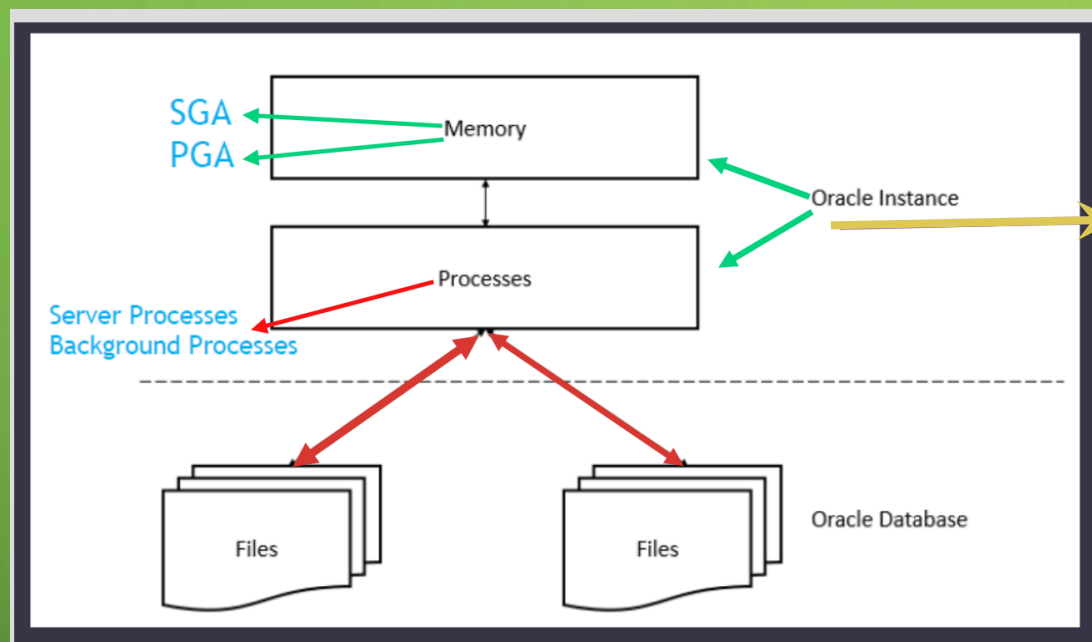 SGA
PGA
Memory
Oracle Instance
Processes
Server Processes
Background Processes
Files
Files
Oracle Database